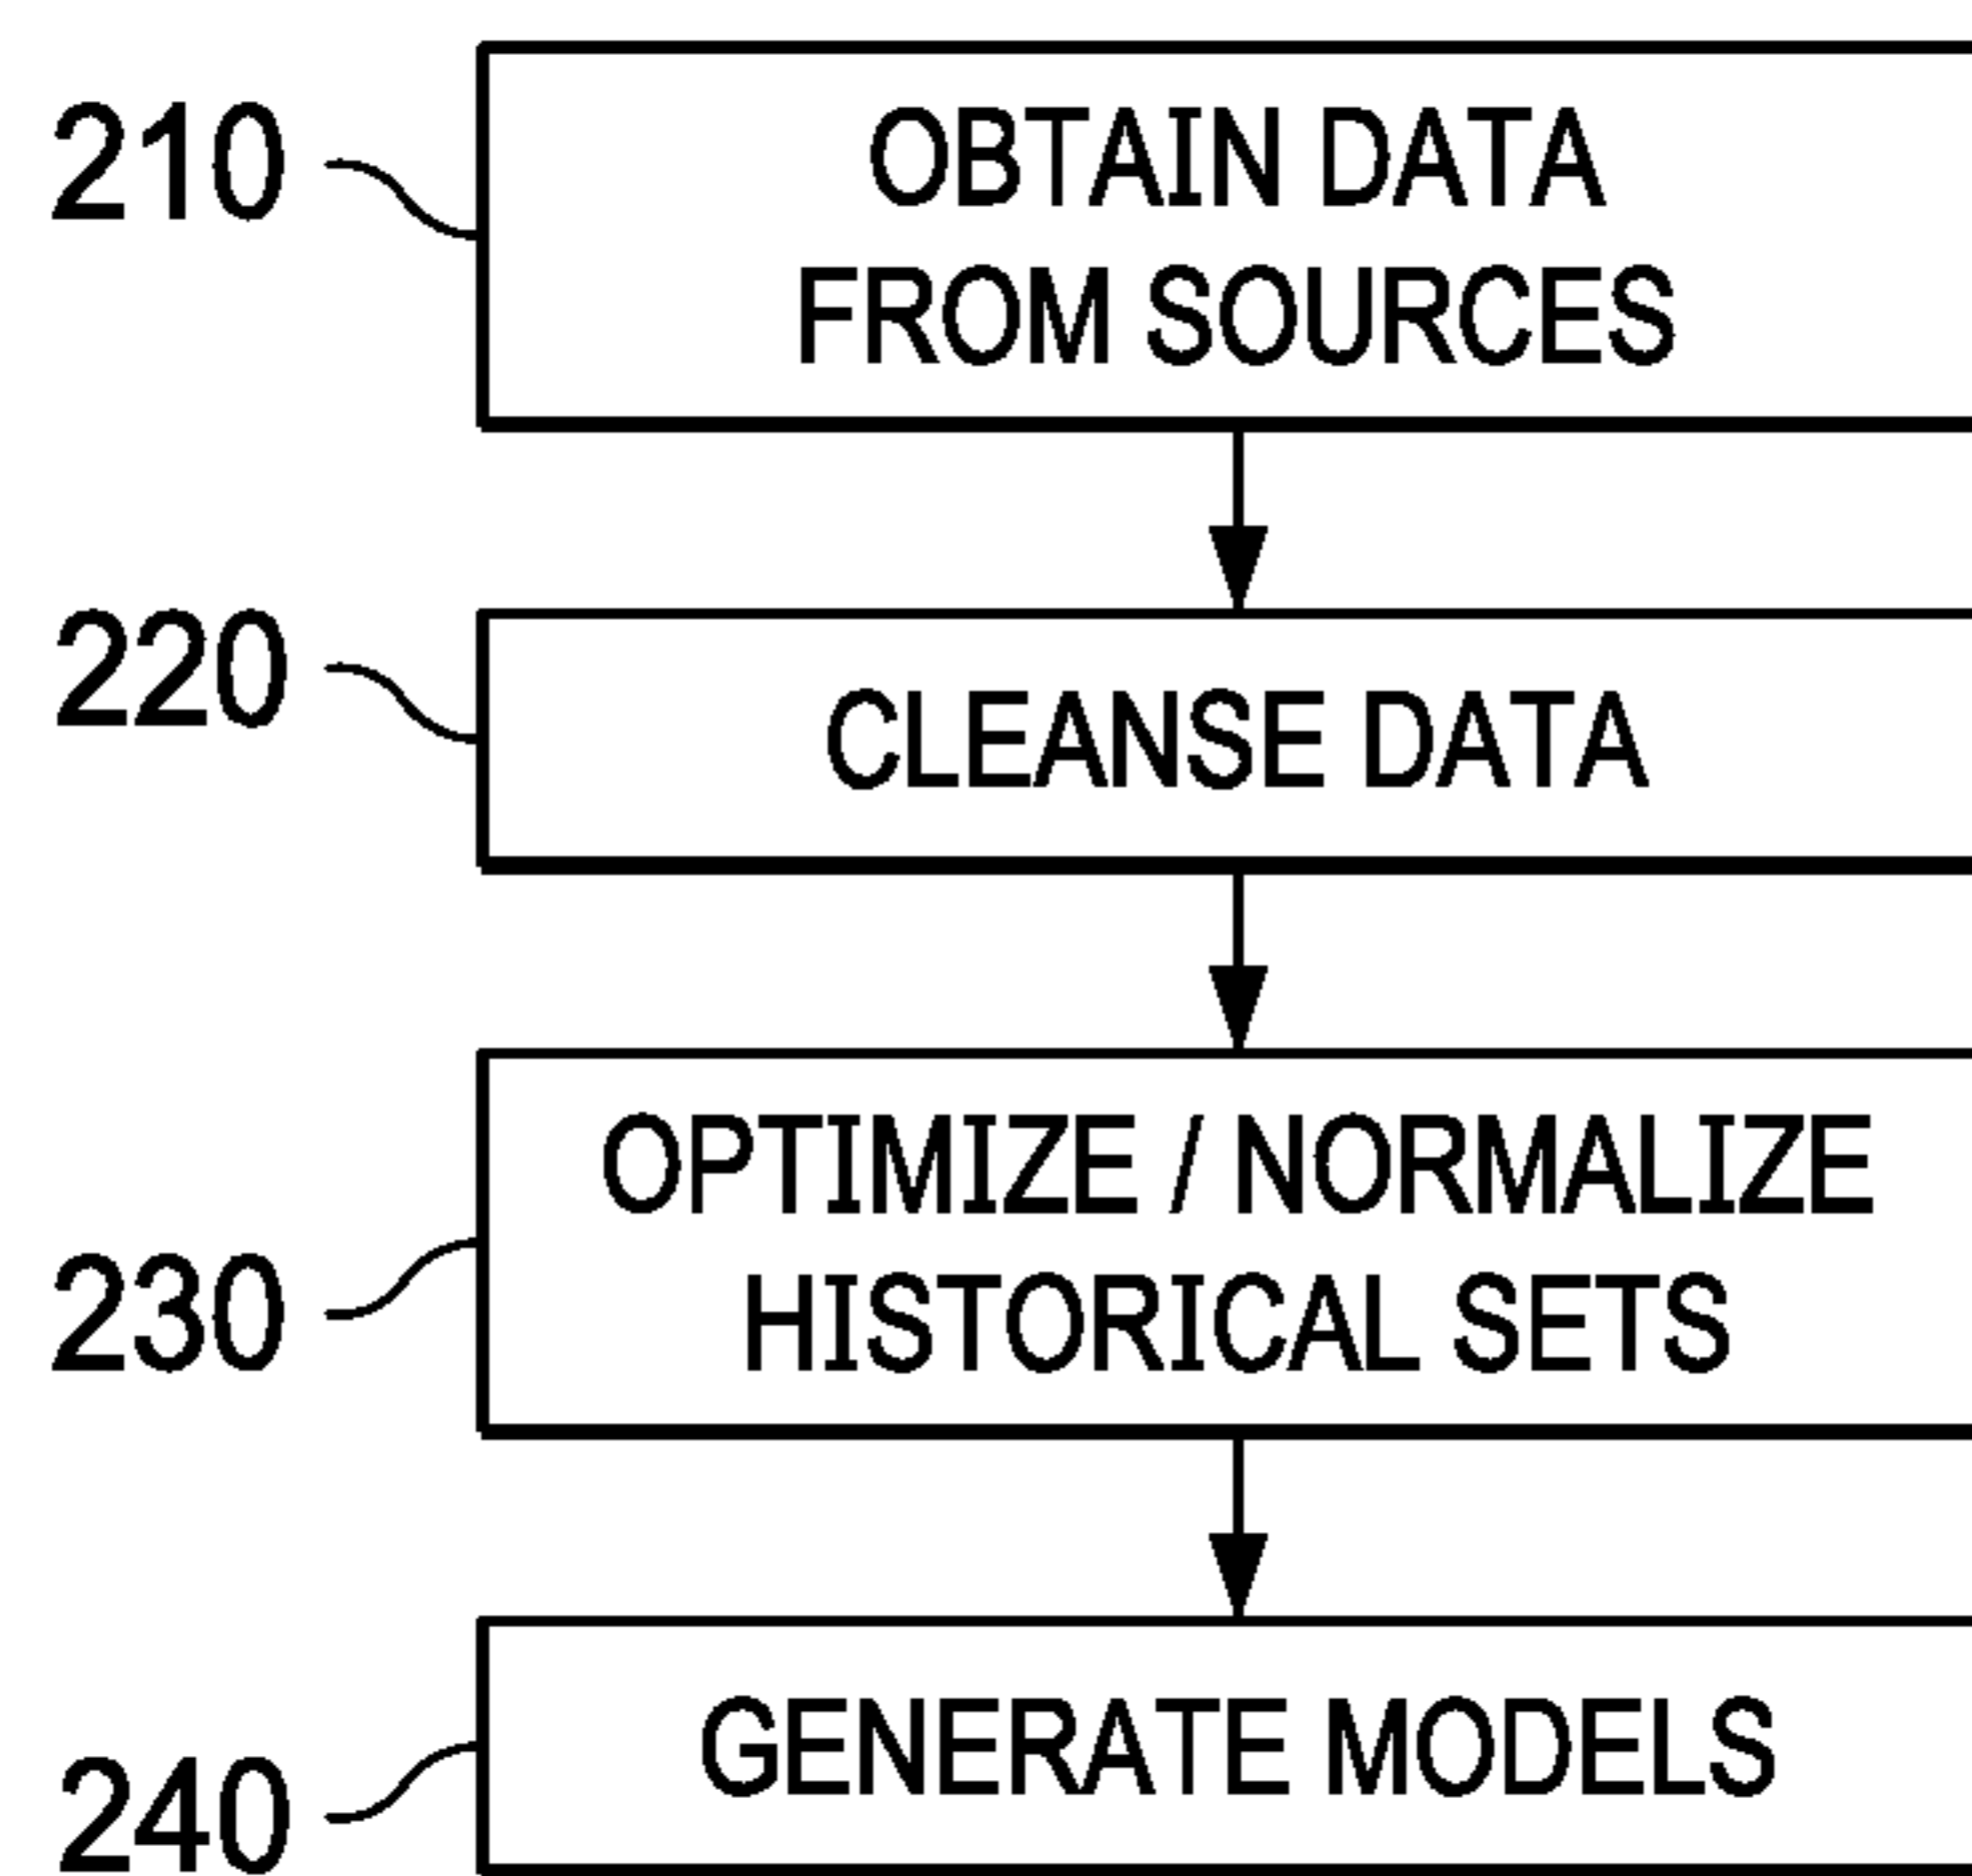 210
OBTAIN DATA
FROM SOURCES
220
CLEANSE DATA
230
OPTIMIZE / NORMALIZE
HISTORICAL SETS
240
GENERATE MODELS